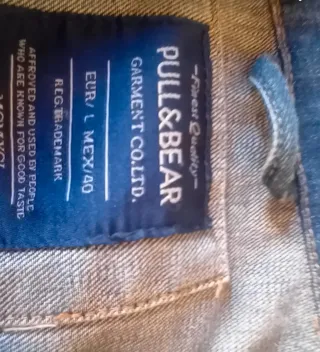 Finest Quality
PULL&BEAR
GARMENT CO.LTD.
EUR/ L MEX/40
REG.TRADEMARK
APPROVED AND USED BY PEOPLE
WHO ARE KNOWN FOR GOOD TASTE